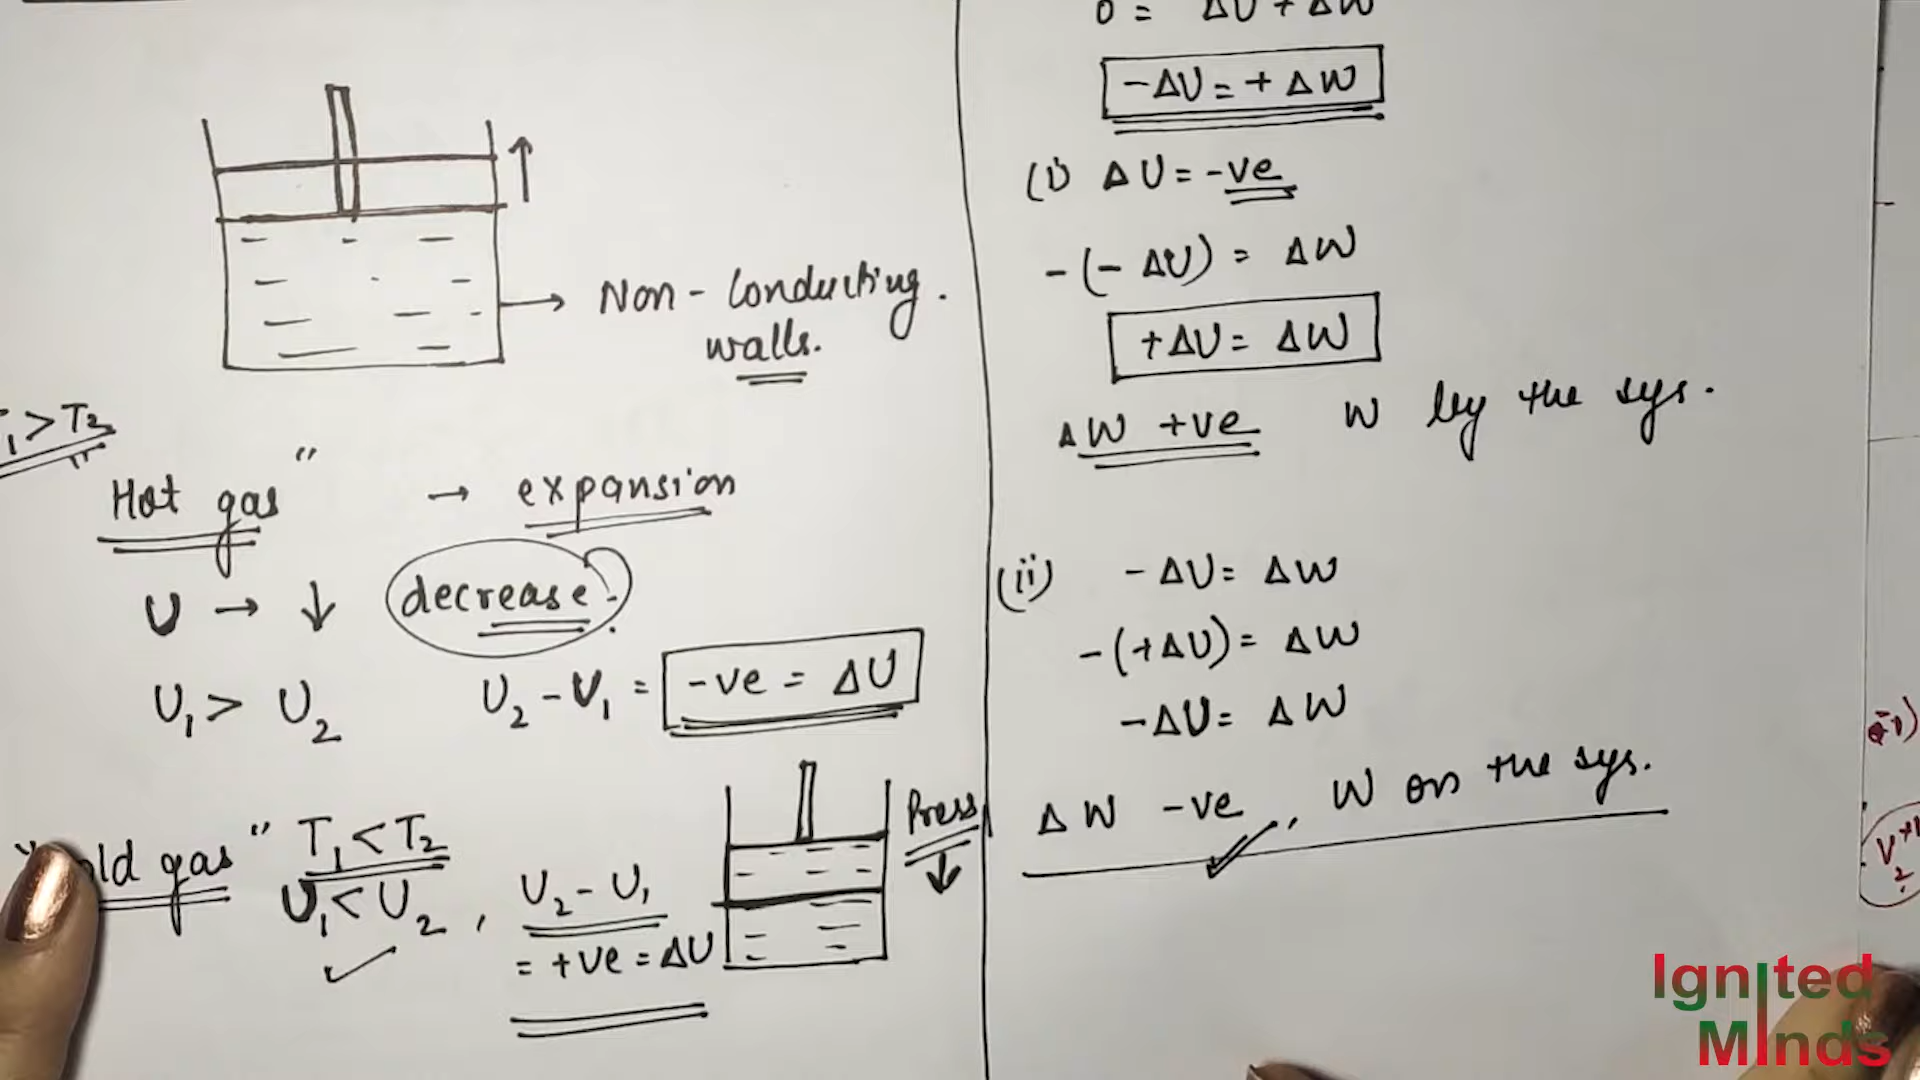 Non-Conducting
walls.
T1 > T2
"Hot gas" → expansion
U → ↓ decrease.
U1 > U2 U2 - U1 = -ve = ΔU
"Cold gas" T1 < T2
U1 < U2, U2 - U1
= +ve = ΔU
Press
↓
0 = ΔU + ΔW
-ΔU = + ΔW
(i) ΔU = -ve
-(- ΔU) = ΔW
+ΔU = ΔW
ΔW +ve W by the sys.
(ii) -ΔU = ΔW
-(+ΔU) = ΔW
-ΔU = ΔW
ΔW -ve, W on the sys.
Ignited
Minds